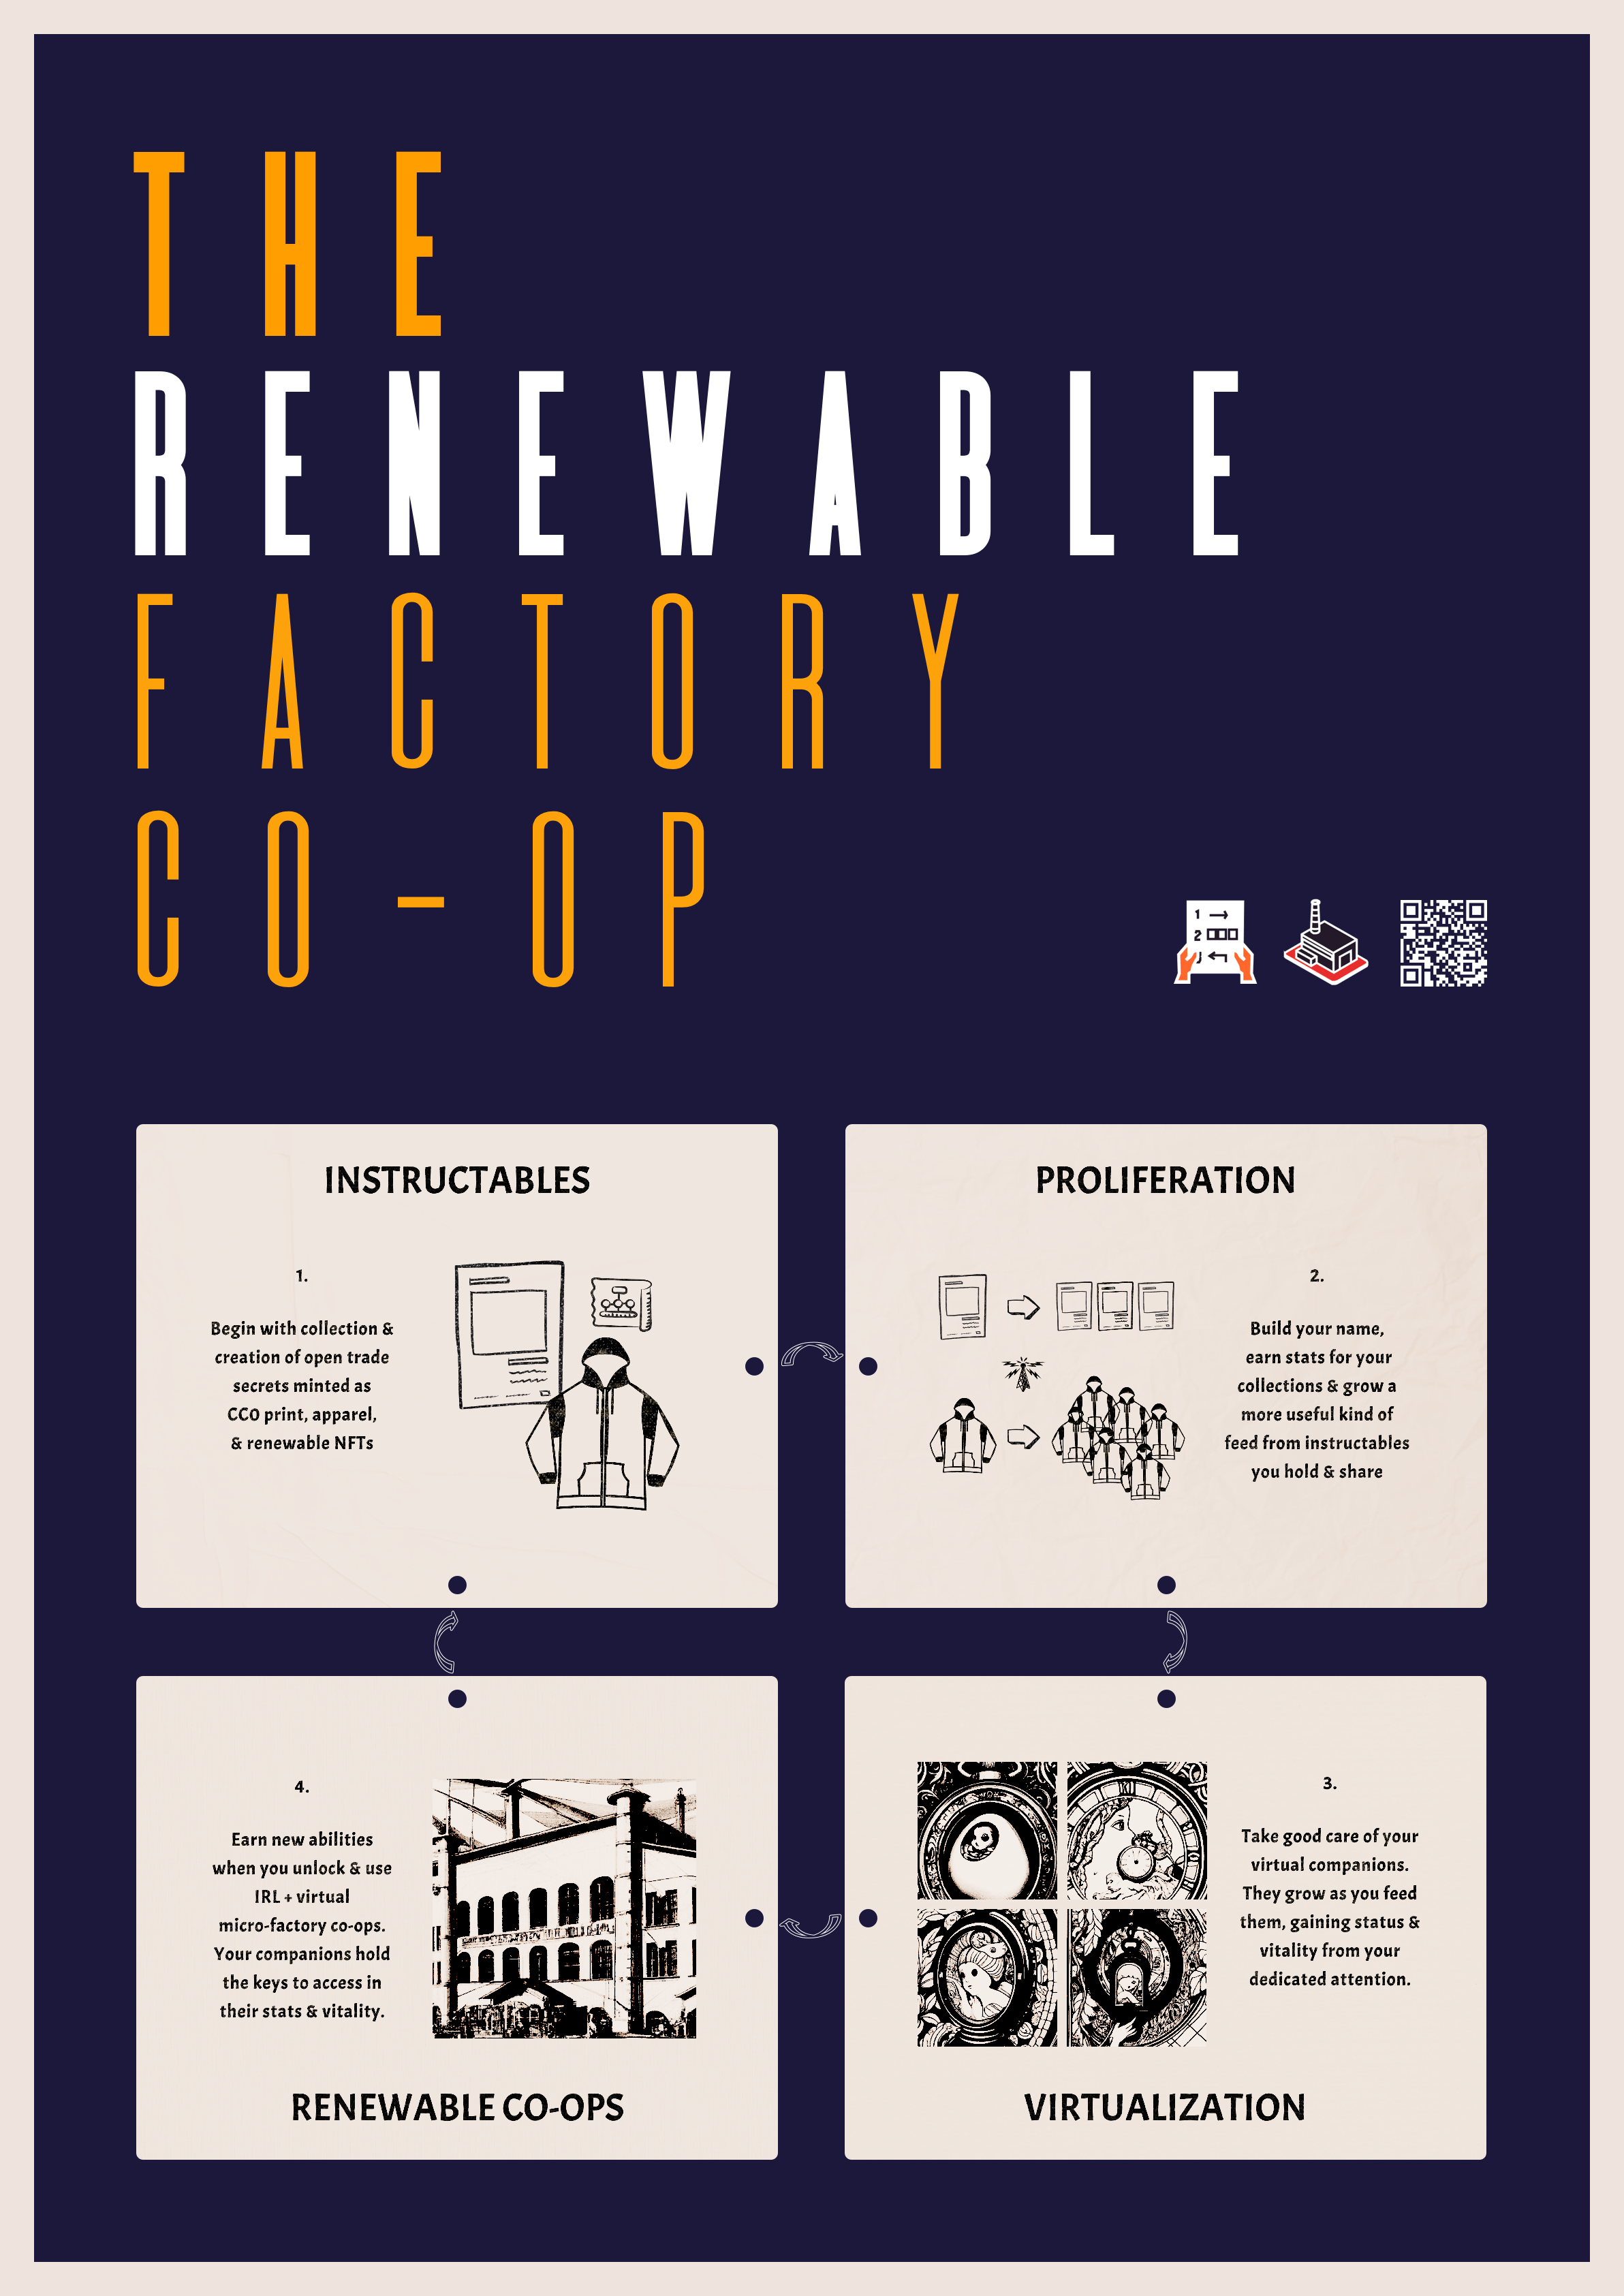 THE
RENEWABLE
FACTORY
CO-OP
1
2
INSTRUCTABLES
1.
Begin with collection &
creation of open trade
secrets minted as
CC0 print, apparel,
& renewable NFTs
PROLIFERATION
2.
Build your name,
earn stats for your
collections & grow a
more useful kind of
feed from instructables
you hold & share
3.
Take good care of your
virtual companions.
They grow as you feed
them, gaining status &
vitality from your
dedicated attention.
VIRTUALIZATION
4.
Earn new abilities
when you unlock & use
IRL + virtual
micro-factory co-ops.
Your companions hold
the keys to access in
their stats & vitality.
RENEWABLE CO-OPS